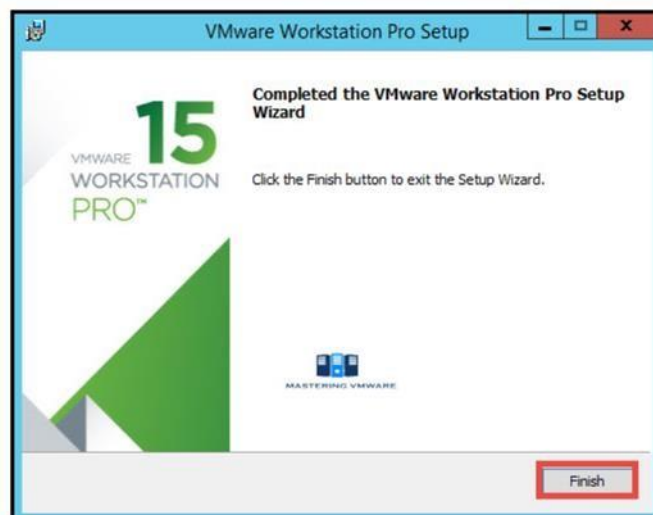 VMware Workstation Pro Setup
15
VMWARE
WORKSTATION
PRO™
Completed the VMware Workstation Pro Setup
Wizard
Click the Finish button to exit the Setup Wizard.
MASTERING VMWARE
Finish